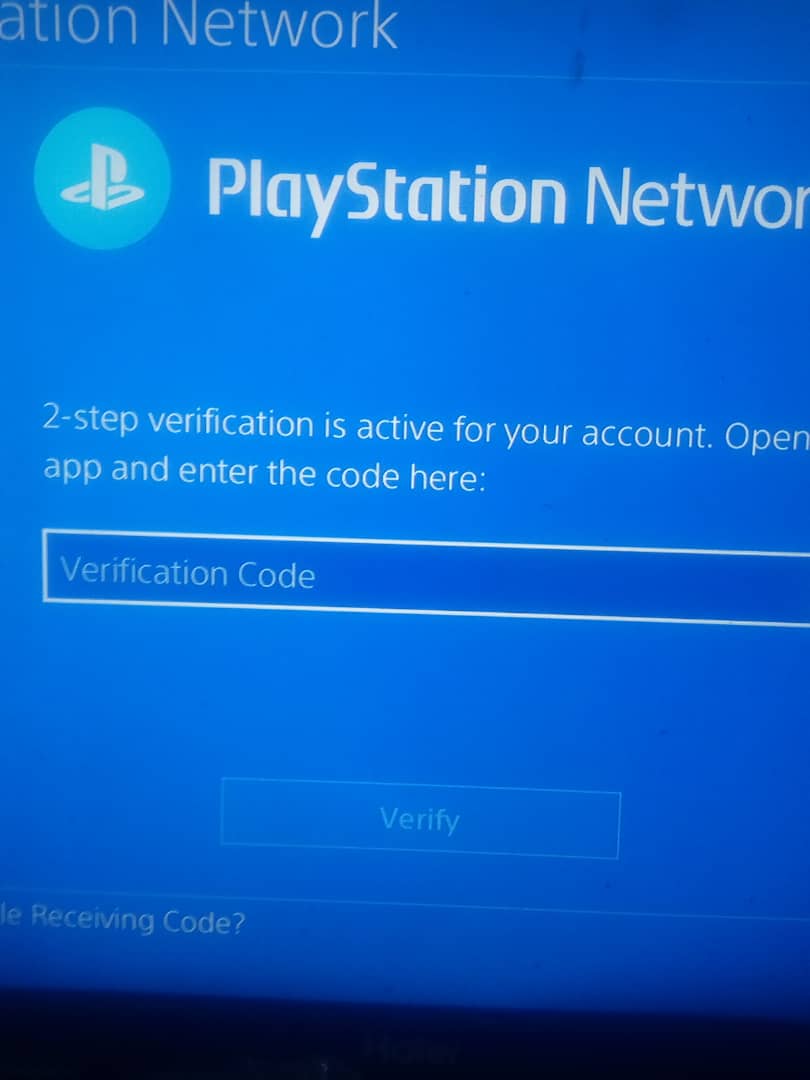 ation Network
PlayStation Networ
2-step verification is active for your account. Open
app and enter the code here:
Verification Code
Verify
le Receiving Code?